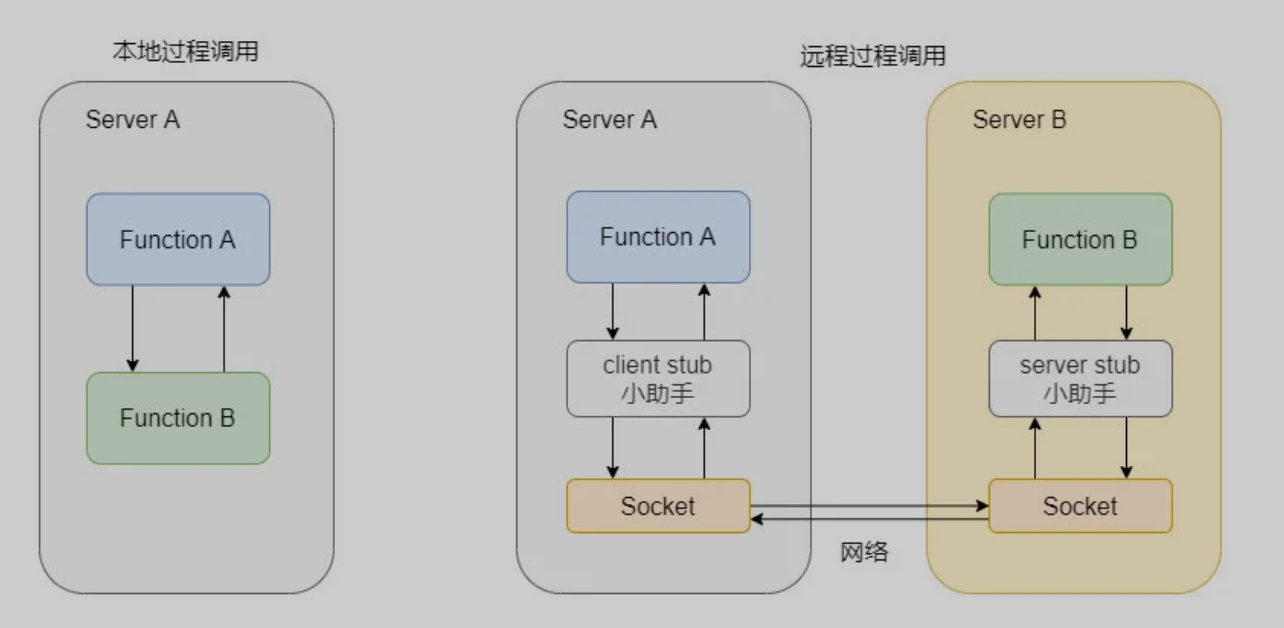 本地过程调用
Server A
Function A
Function B
远程过程调用
Server A
Function A
client stub
小助手
Socket
Server B
Function B
server stub
小助手
Socket
网络